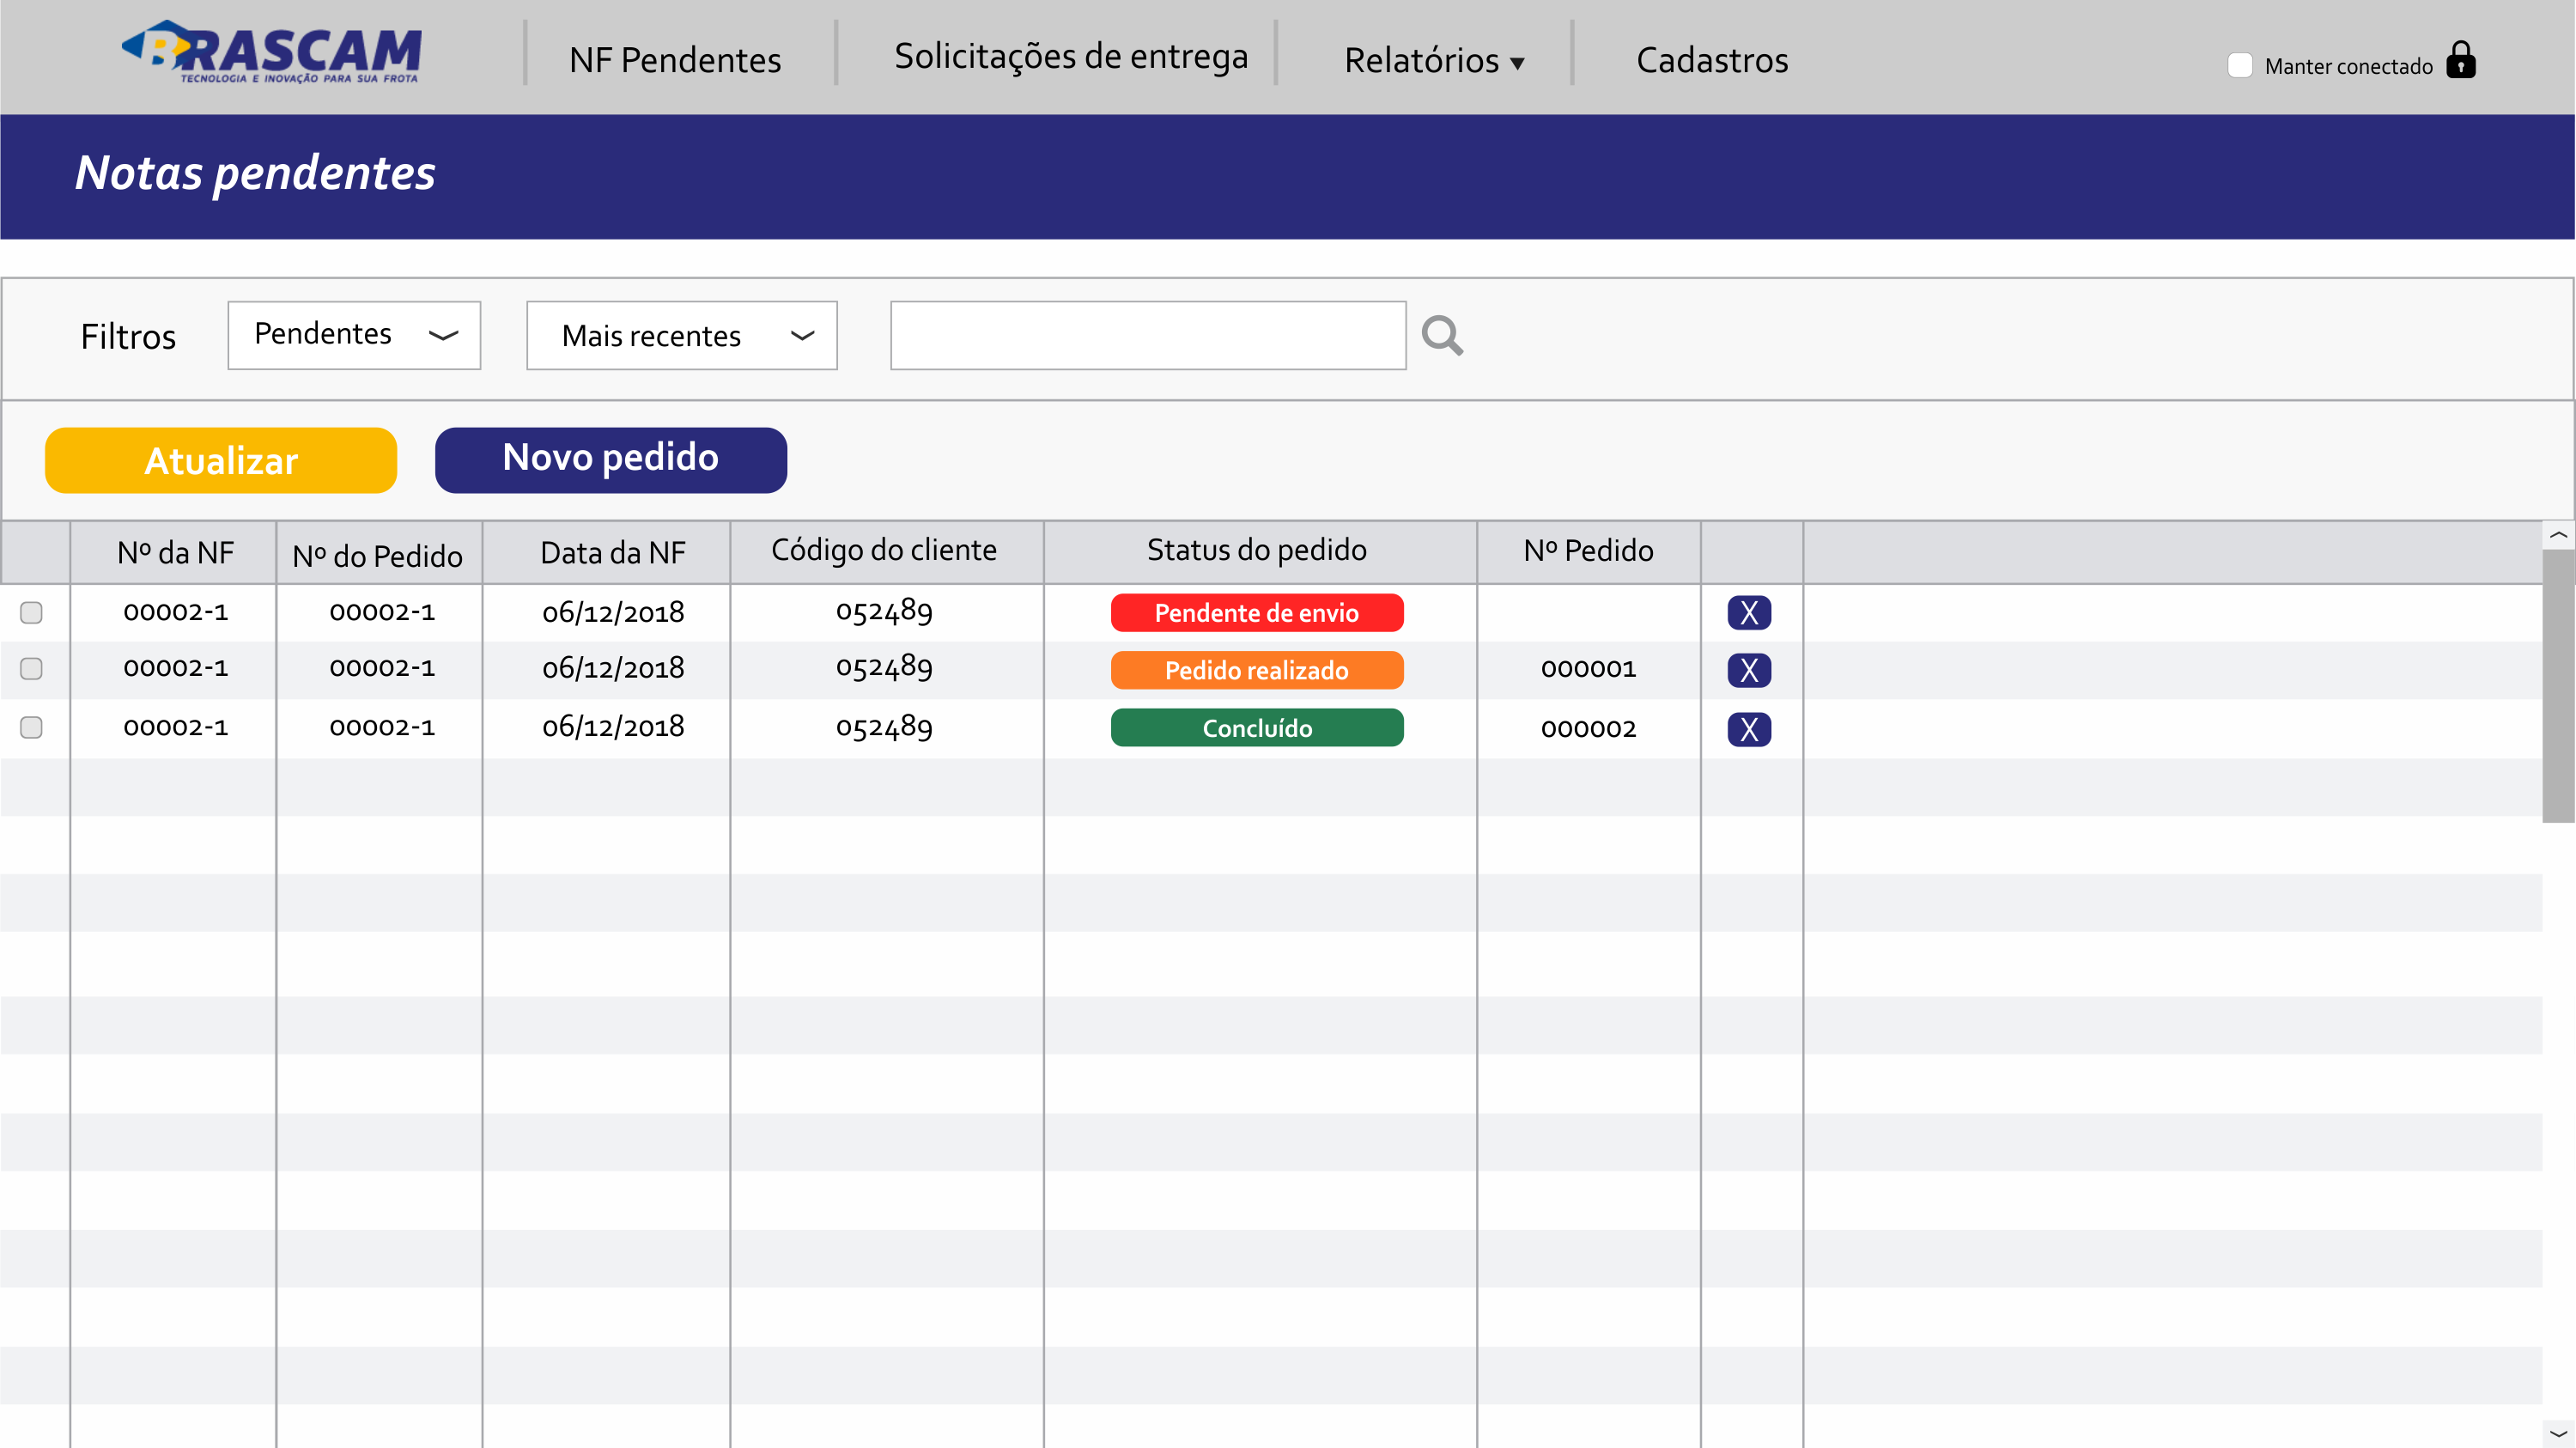 BRASCAM
TECNOLOGIA E INOVAÇÃO PARA SUA FROTA
NF Pendentes
Solicitações de entrega
Relatórios ▾
Cadastros
Manter conectado
Notas pendentes
Filtros
Pendentes
Mais recentes
Atualizar
Novo pedido
Nº da NF Nº do Pedido Data da NF Código do cliente Status do pedido Nº Pedido
00002-1 00002-1 06/12/2018 052489 Pendente de envio X
00002-1 00002-1 06/12/2018 052489 Pedido realizado 000001 X
00002-1 00002-1 06/12/2018 052489 Concluído 000002 X